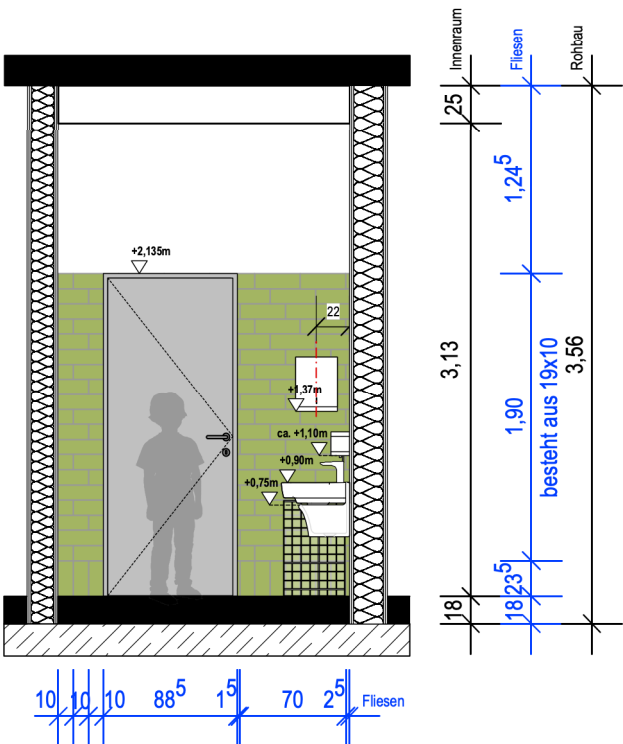 Innenraum
Fliesen
Rohbau
25
1,24⁵
+2,135m
22
3,13
1,90
besteht aus 19x10
3,56
+1,37m
ca. +1,10m
+0,90m
+0,75m
23⁵
18
18
10
10
10
88⁵
1⁵
70
2⁵
Fliesen